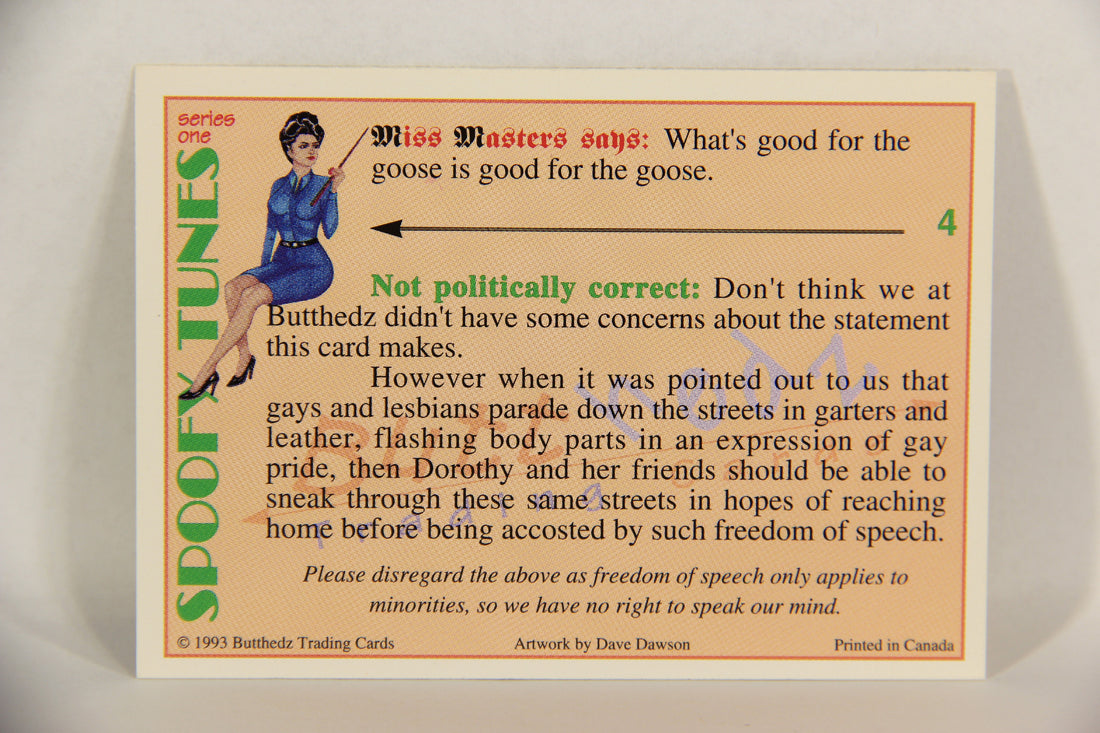 series
one
SPOOFY TUNES
Miss Masters says: What's good for the
goose is good for the goose.
4
Not politically correct: Don't think we at
Butthedz didn't have some concerns about the statement
this card makes.
However when it was pointed out to us that
gays and lesbians parade down the streets in garters and
leather, flashing body parts in an expression of gay
pride, then Dorothy and her friends should be able to
sneak through these same streets in hopes of reaching
home before being accosted by such freedom of speech.
Butt hedz
trading cards
Please disregard the above as freedom of speech only applies to
minorities, so we have no right to speak our mind.
© 1993 Butthedz Trading Cards Artwork by Dave Dawson Printed in Canada